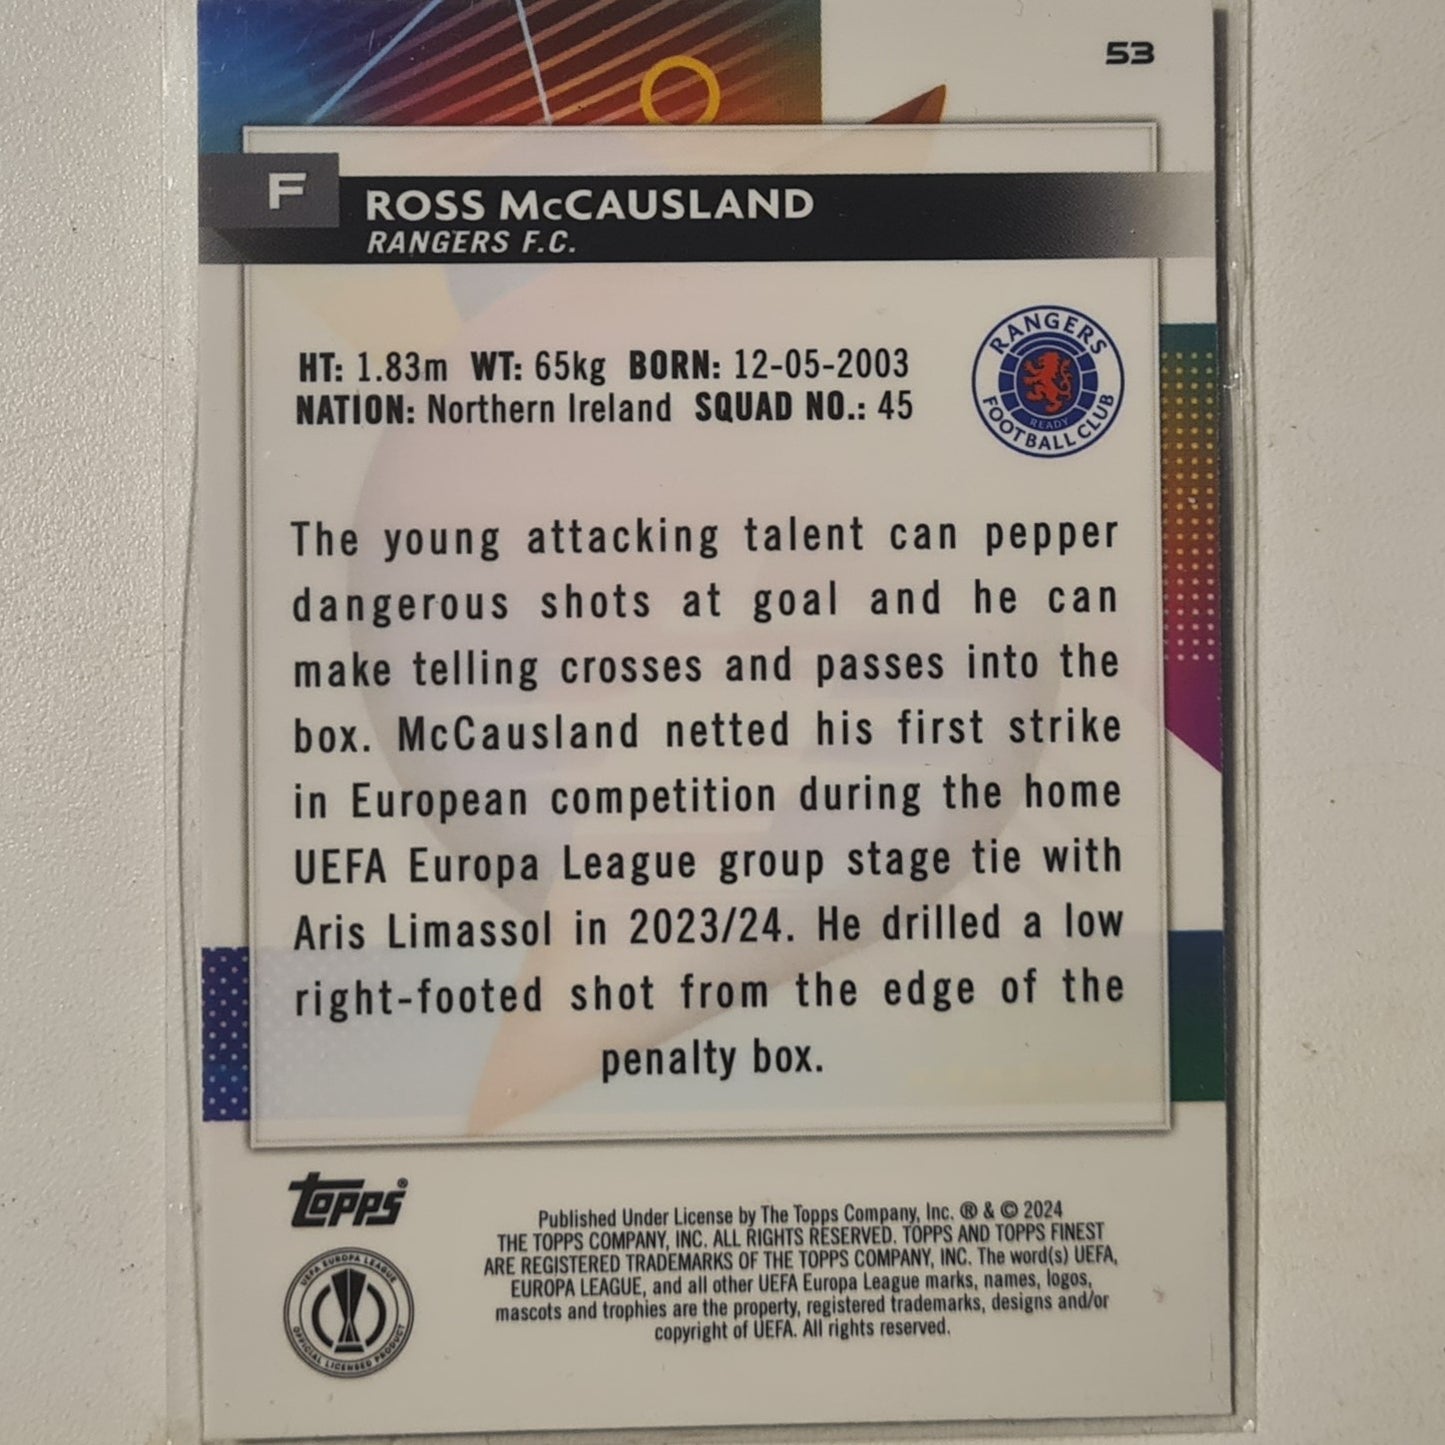 53
F
ROSS McCAUSLAND
RANGERS F.C.
HT: 1.83m WT: 65kg BORN: 12-05-2003
NATION: Northern Ireland SQUAD NO.: 45
RANGERS
FOOTBALL CLUB
READY
The young attacking talent can pepper
dangerous shots at goal and he can
make telling crosses and passes into the
box. McCausland netted his first strike
in European competition during the home
UEFA Europa League group stage tie with
Aris Limassol in 2023/24. He drilled a low
right-footed shot from the edge of the
penalty box.
topps®
UEFA EUROPA LEAGUE
OFFICIAL LICENSED PRODUCT
Published Under License by The Topps Company, Inc. ® & © 2024
THE TOPPS COMPANY, INC. ALL RIGHTS RESERVED. TOPPS AND TOPPS FINEST
ARE REGISTERED TRADEMARKS OF THE TOPPS COMPANY, INC. The word(s) UEFA,
EUROPA LEAGUE, and all other UEFA Europa League marks, names, logos,
mascots and trophies are the property, registered trademarks, designs and/or
copyright of UEFA. All rights reserved.